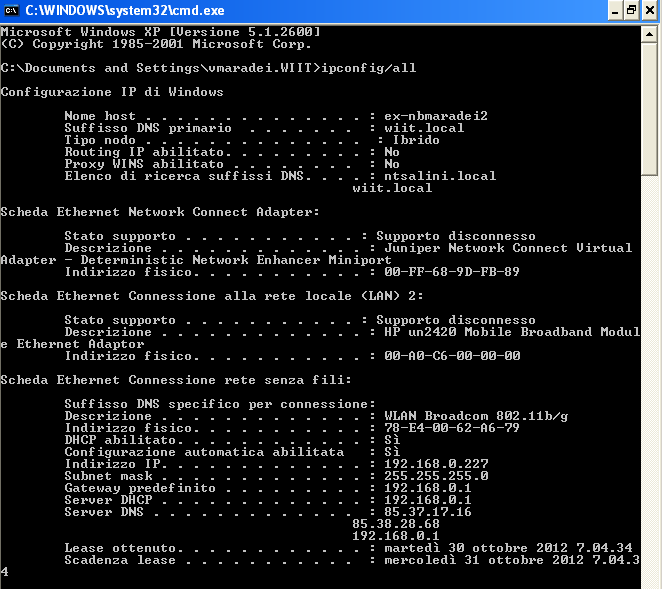 C:\WINDOWS\system32\cmd.exe
Microsoft Windows XP [Versione 5.1.2600]
(C) Copyright 1985-2001 Microsoft Corp.
C:\Documents and Settings\vmaradei.WIIT>ipconfig/all
Configurazione IP di Windows
Nome host . . . . . . . . . . . . . . : ex-nbmaradei2
Suffisso DNS primario  . . . . . . . : wiit.local
Tipo nodo . . . . . . . . . . . . . . : Ibrido
Routing IP abilitato. . . . . . . . . : No
Proxy WINS abilitato . . . . . . . . : No
Elenco di ricerca suffissi DNS. . . . : ntsalini.local
wiit.local
Scheda Ethernet Network Connect Adapter:
Stato supporto . . . . . . . . . . . : Supporto disconnesso
Descrizione . . . . . . . . . . . . . : Juniper Network Connect Virtual
Adapter - Deterministic Network Enhancer Miniport
Indirizzo fisico. . . . . . . . . . . : 00-FF-68-9D-FB-89
Scheda Ethernet Connessione alla rete locale (LAN) 2:
Stato supporto . . . . . . . . . . . : Supporto disconnesso
Descrizione . . . . . . . . . . . . . : HP un2420 Mobile Broadband Modul
e Ethernet Adaptor
Indirizzo fisico. . . . . . . . . . . : 00-A0-C6-00-00-00
Scheda Ethernet Connessione rete senza fili:
Suffisso DNS specifico per connessione:
Descrizione . . . . . . . . . . . . . : WLAN Broadcom 802.11b/g
Indirizzo fisico. . . . . . . . . . . : 78-E4-00-62-A6-79
DHCP abilitato. . . . . . . . . . . . : Sì
Configurazione automatica abilitata   : Sì
Indirizzo IP. . . . . . . . . . . . . : 192.168.0.227
Subnet mask . . . . . . . . . . . . . : 255.255.255.0
Gateway predefinito . . . . . . . . . : 192.168.0.1
Server DHCP . . . . . . . . . . . . . : 192.168.0.1
Server DNS . . . . . . . . . . . . . : 85.37.17.16
85.38.28.68
192.168.0.1
Lease ottenuto. . . . . . . . . . . . : martedì 30 ottobre 2012 7.04.34
Scadenza lease . . . . . . . . . . . : mercoledì 31 ottobre 2012 7.04.3
4